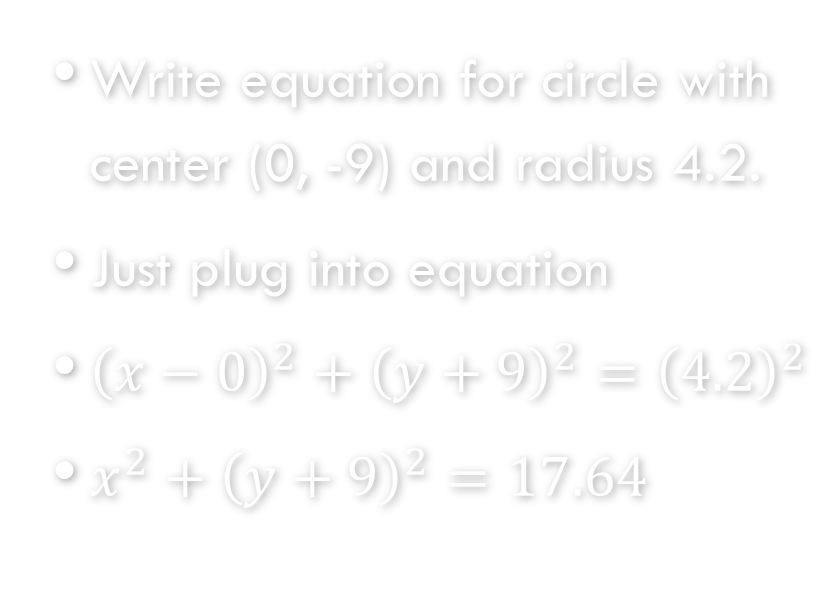 • Write equation for circle with
center (0, -9) and radius 4.2.
• Just plug into equation
• (x − 0)² + (y + 9)² = (4.2)²
• x² + (y + 9)² = 17.64